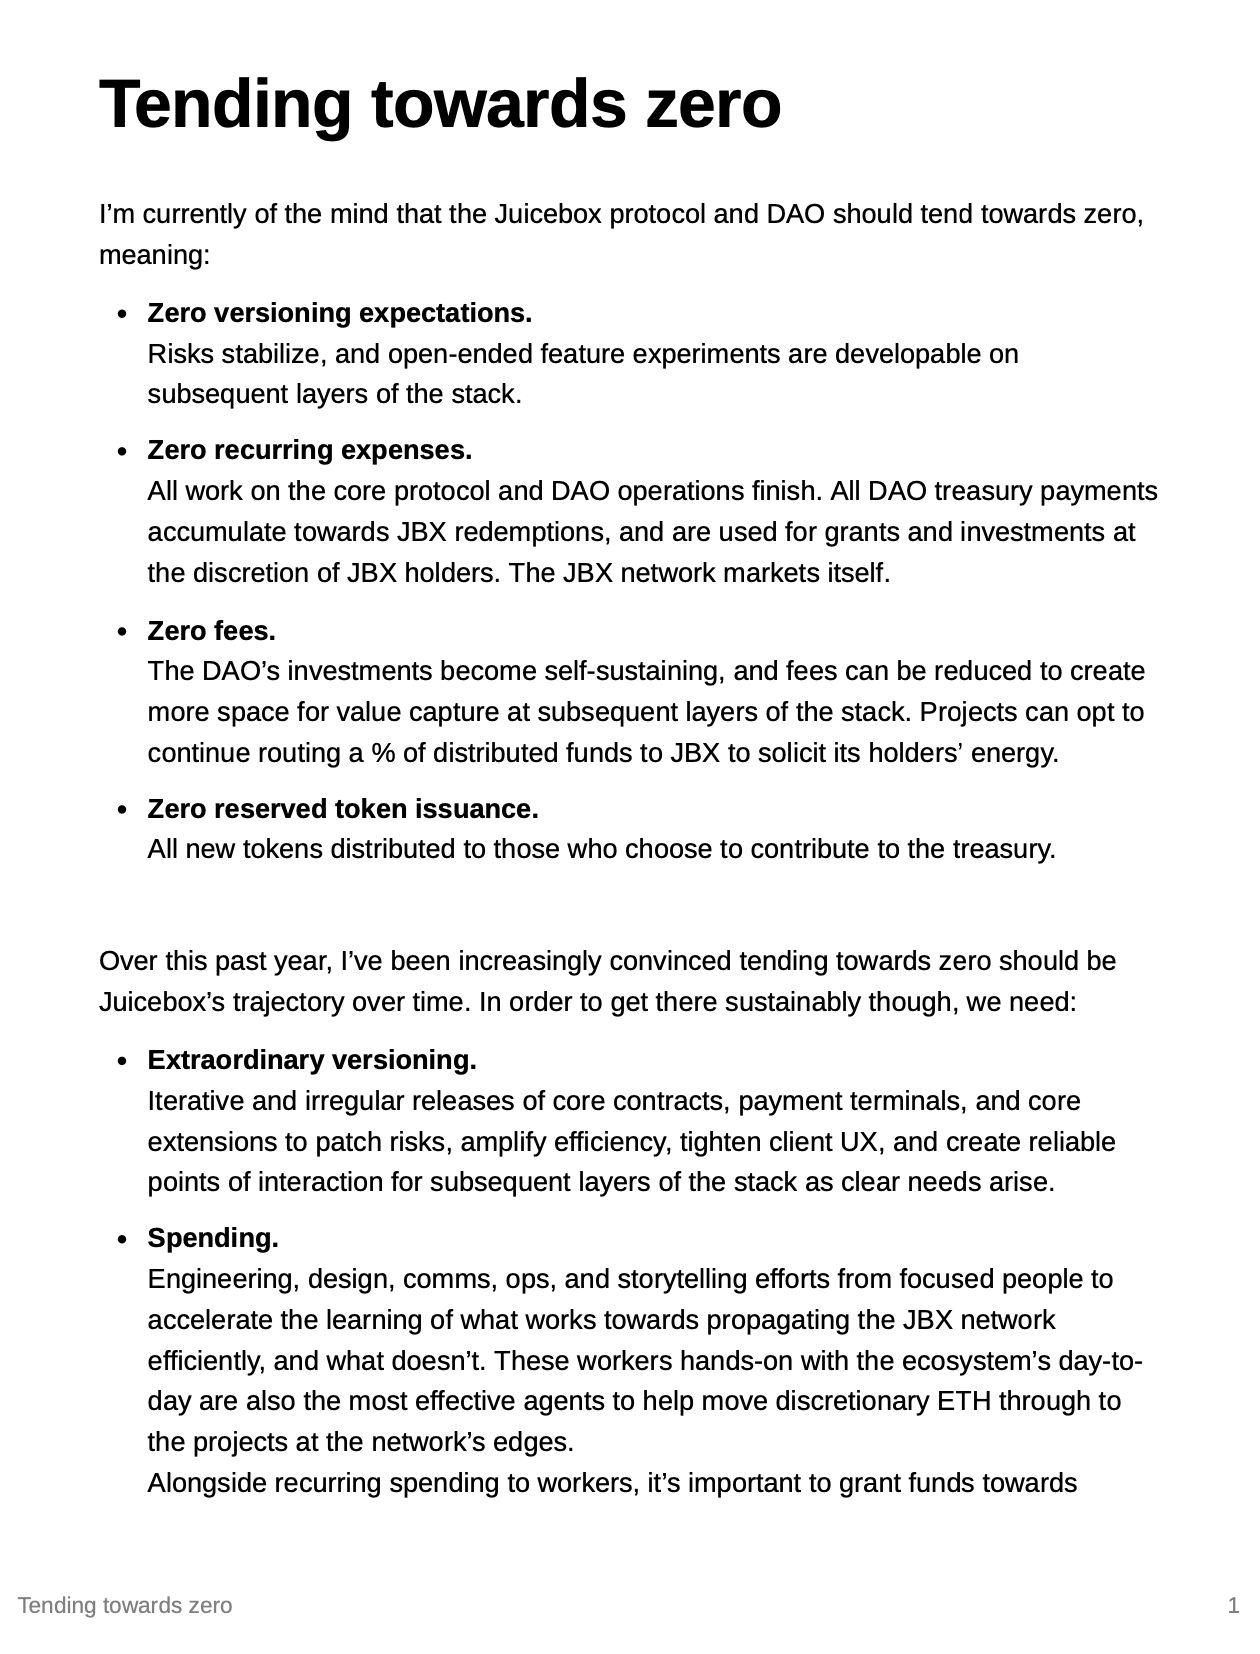 Tending towards zero
I’m currently of the mind that the Juicebox protocol and DAO should tend towards zero,
meaning:
• Zero versioning expectations.
Risks stabilize, and open-ended feature experiments are developable on
subsequent layers of the stack.
• Zero recurring expenses.
All work on the core protocol and DAO operations finish. All DAO treasury payments
accumulate towards JBX redemptions, and are used for grants and investments at
the discretion of JBX holders. The JBX network markets itself.
• Zero fees.
The DAO’s investments become self-sustaining, and fees can be reduced to create
more space for value capture at subsequent layers of the stack. Projects can opt to
continue routing a % of distributed funds to JBX to solicit its holders’ energy.
• Zero reserved token issuance.
All new tokens distributed to those who choose to contribute to the treasury.
Over this past year, I’ve been increasingly convinced tending towards zero should be
Juicebox’s trajectory over time. In order to get there sustainably though, we need:
• Extraordinary versioning.
Iterative and irregular releases of core contracts, payment terminals, and core
extensions to patch risks, amplify efficiency, tighten client UX, and create reliable
points of interaction for subsequent layers of the stack as clear needs arise.
• Spending.
Engineering, design, comms, ops, and storytelling efforts from focused people to
accelerate the learning of what works towards propagating the JBX network
efficiently, and what doesn’t. These workers hands-on with the ecosystem’s day-to-
day are also the most effective agents to help move discretionary ETH through to
the projects at the network’s edges.
Alongside recurring spending to workers, it’s important to grant funds towards
Tending towards zero
1